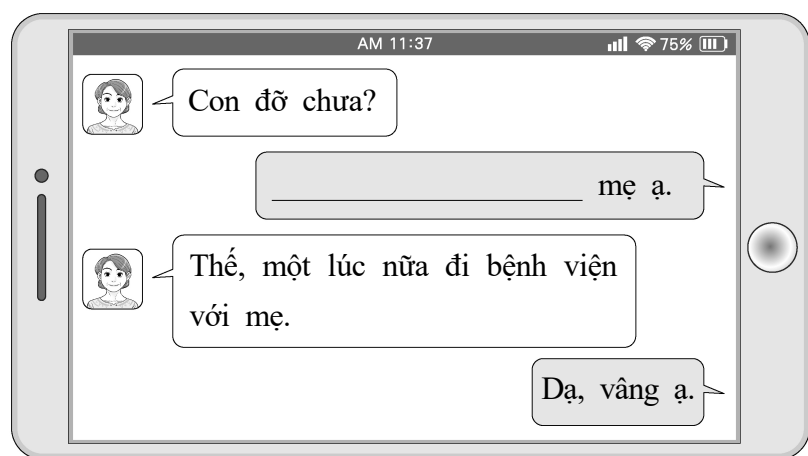 AM 11:37 75%
Con đỡ chưa?
mẹ ạ.
Thế, một lúc nữa đi bệnh viện
với mẹ.
Dạ, vâng ạ.